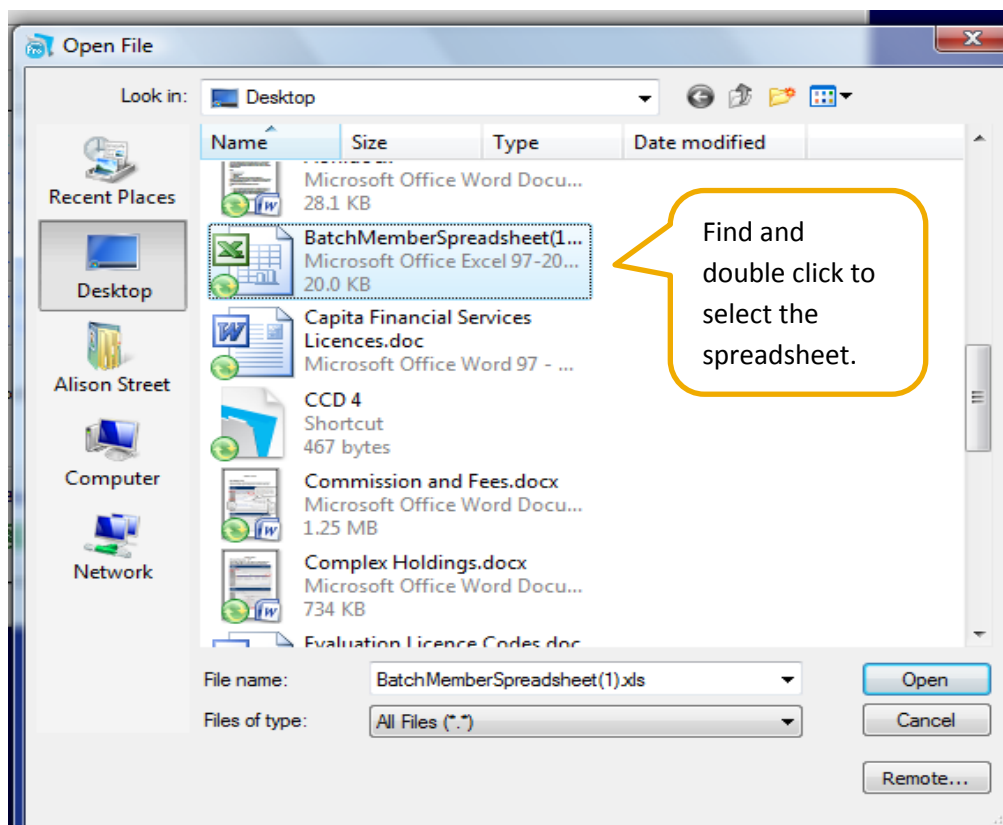 Open File
Look in:
Desktop
Name Size Type Date modified
Microsoft Office Word Docu...
28.1 KB
BatchMemberSpreadsheet(1...
Microsoft Office Excel 97-20...
20.0 KB
Capita Financial Services
Licences.doc
Microsoft Office Word 97 - ...
CCD 4
Shortcut
467 bytes
Commission and Fees.docx
Microsoft Office Word Docu...
1.25 MB
Complex Holdings.docx
Microsoft Office Word Docu...
734 KB
Evaluation Licence Codes doc
Recent Places
Desktop
Alison Street
Computer
Network
Find and
double click to
select the
spreadsheet.
File name: BatchMemberSpreadsheet(1).xls Open
Files of type: All Files (*.*) Cancel
Remote...